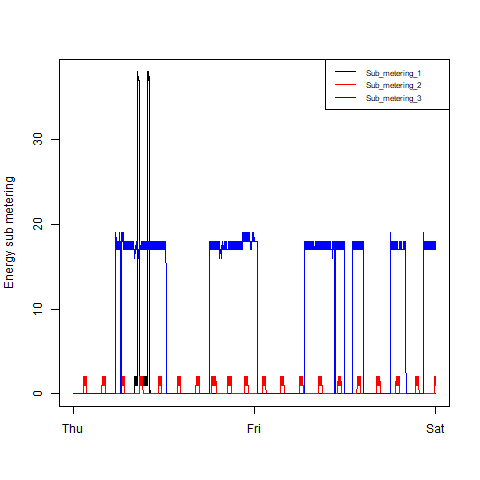 Sub_metering_1
Sub_metering_2
Sub_metering_3
Energy sub metering
30
20
10
0
Thu Fri Sat